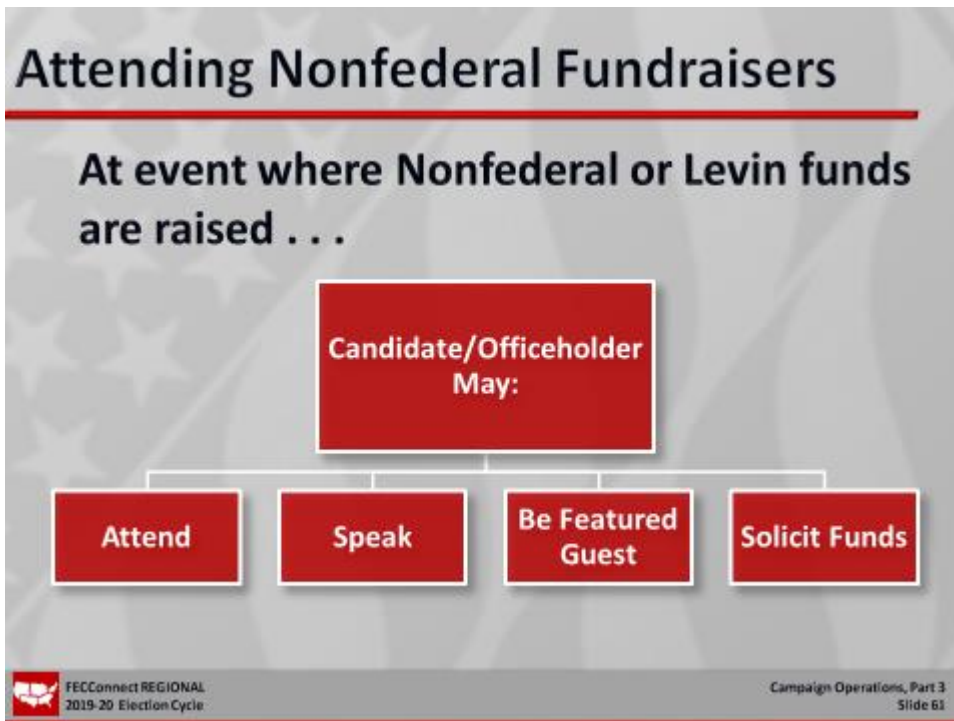 Attending Nonfederal Fundraisers
At event where Nonfederal or Levin funds
are raised . . .
Candidate/Officeholder
May:
Attend
Speak
Be Featured
Guest
Solicit Funds
FECConnect REGIONAL
2019-20 Election Cycle
Campaign Operations, Part 3
Slide 61